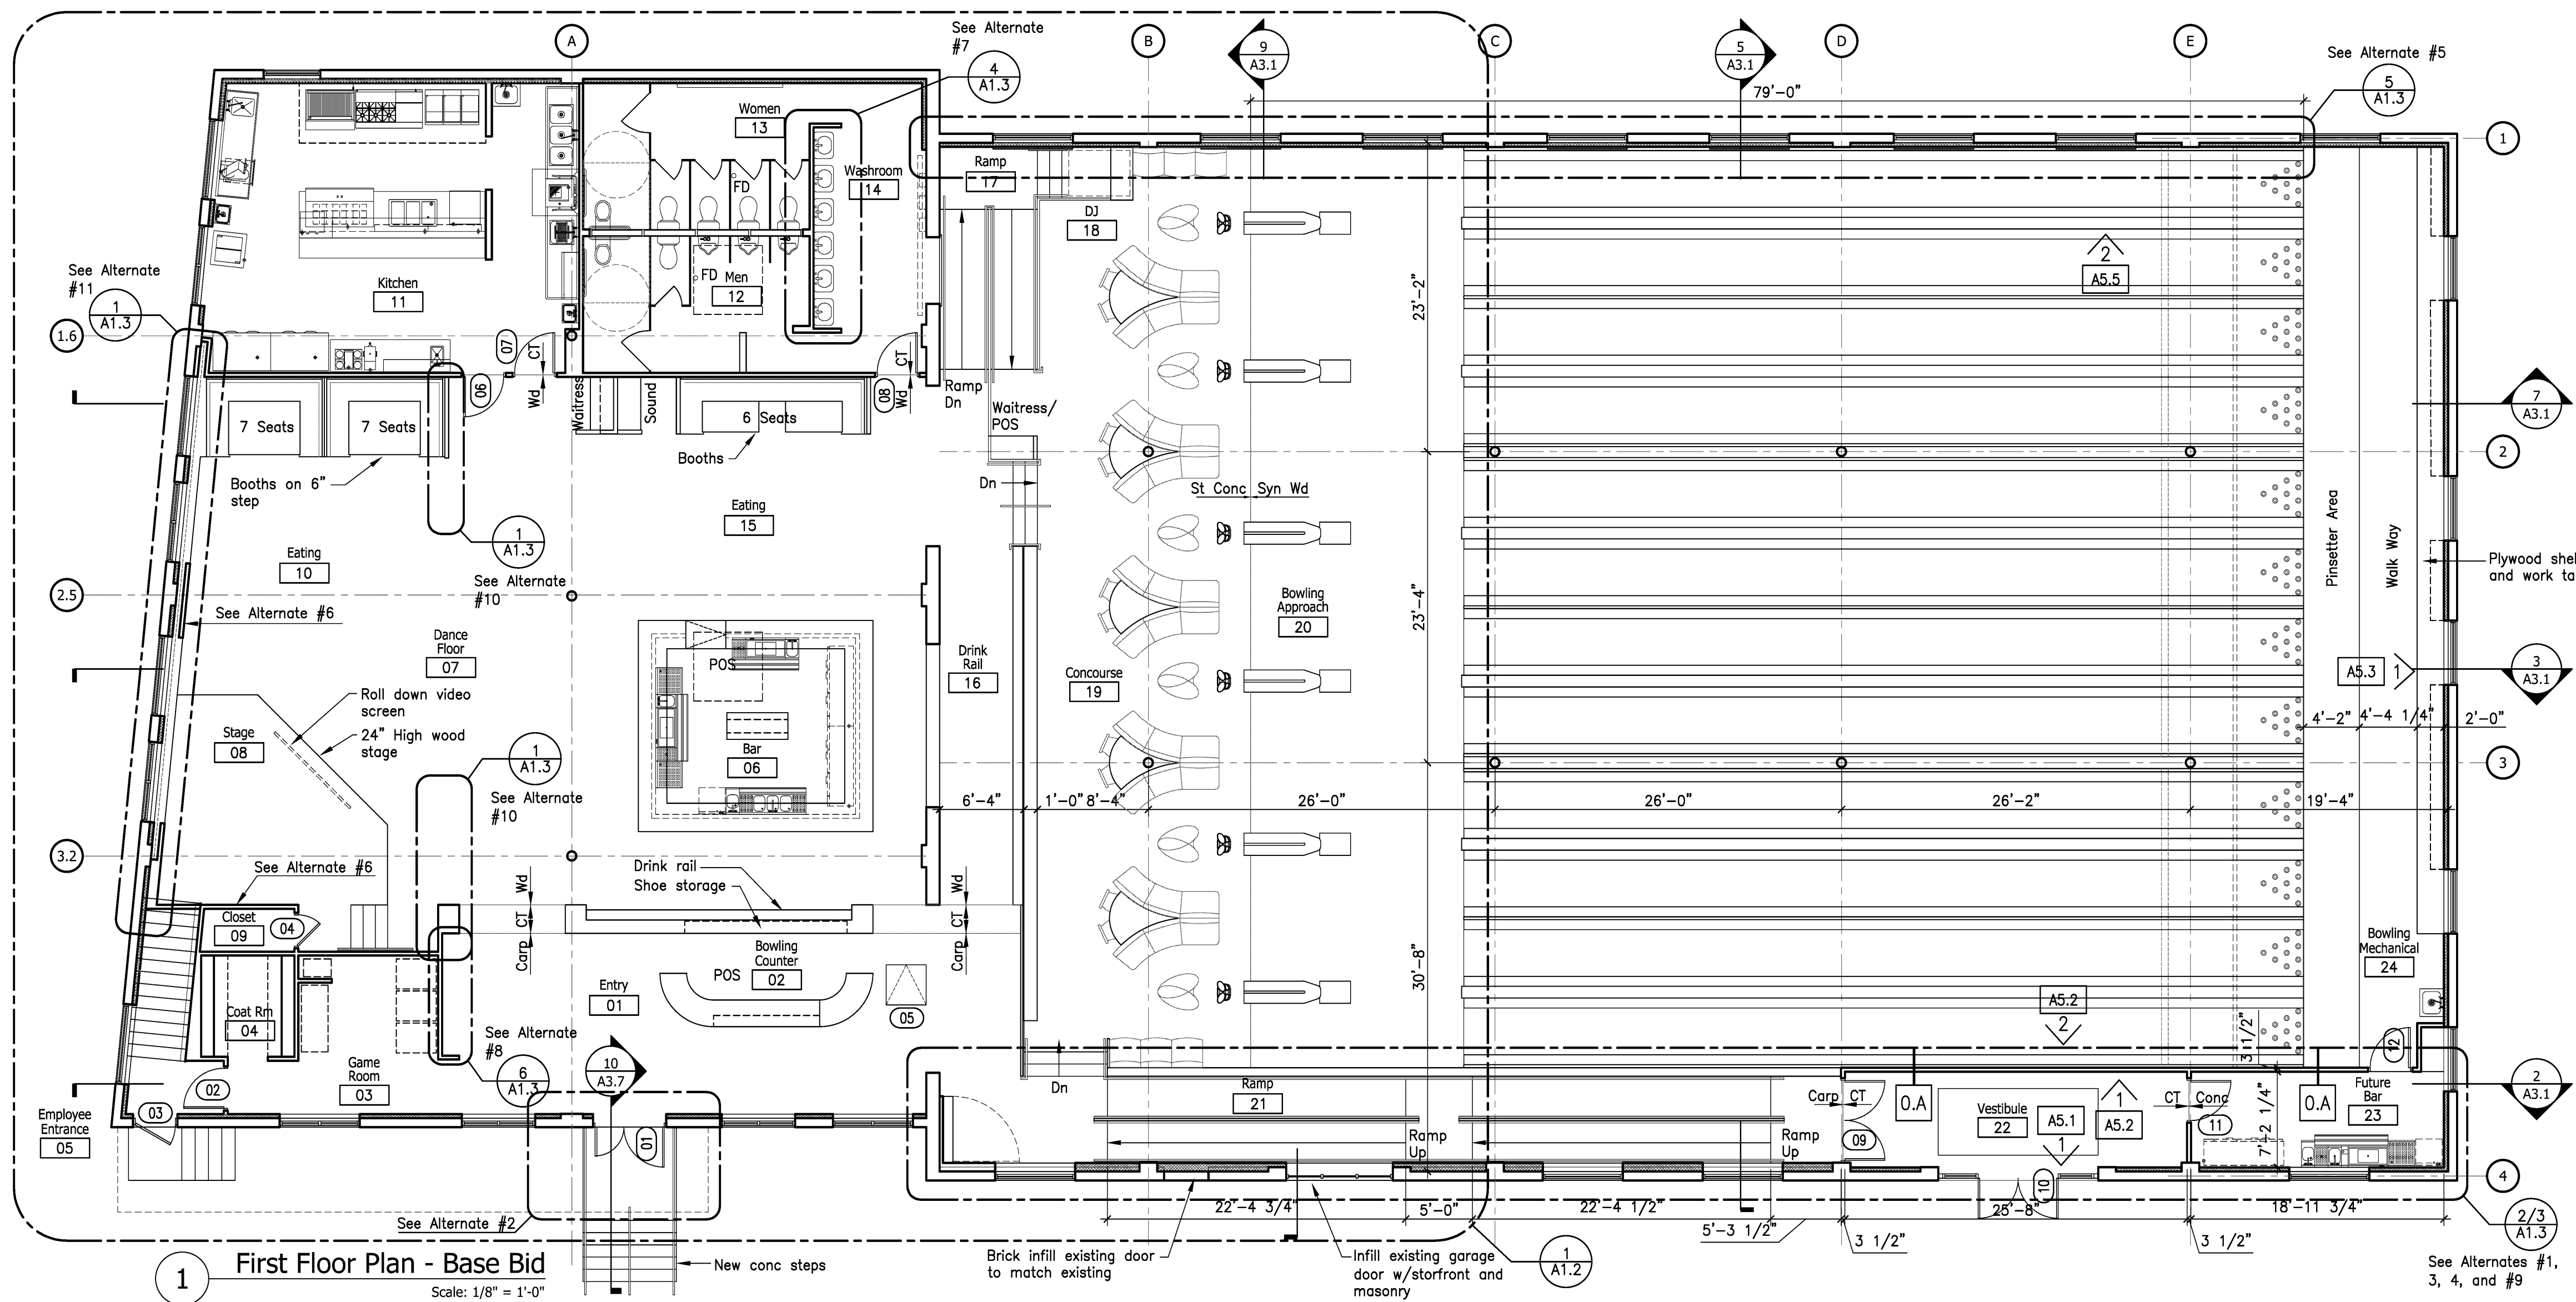 See Alternate
#7
4
A1.3
A
B
9
A3.1
C
5
A3.1
D
E
See Alternate #5
5
A1.3
79'-0"
1
Women
13
Washroom
14
FD
FD
Men
12
Ramp
17
DJ
18
Kitchen
11
See Alternate
#11
1
A1.3
1.6
07
CT
Wd
06
08
CT
Wd
Waitress
Sound
Ramp
Dn
Waitress/
POS
7 Seats
7 Seats
6 Seats
Booths
Booths on 6"
step
Dn
23'-2"
2
A5.5
7
A3.1
2
St Conc
Syn Wd
Eating
15
1
A1.3
See Alternate
#10
Eating
10
2.5
See Alternate #6
Dance
Floor
07
Roll down video
screen
24" High wood
stage
Stage
08
1
A1.3
See Alternate
#10
POS
Bar
06
Drink
Rail
16
Concourse
19
Bowling
Approach
20
23'-4"
Pinsetter Area
Walk Way
Plywood shel
and work ta
A5.3
1
3
A3.1
4'-2"
4'-4 1/4"
2'-0"
3
6'-4"
1'-0"
8'-4"
26'-0"
26'-0"
26'-2"
19'-4"
3.2
See Alternate #6
Drink rail
Shoe storage
Wd
CT
Carp
Wd
CT
Carp
Closet
09
04
Bowling
Counter
02
POS
Entry
01
05
30'-8"
Bowling
Mechanical
24
Coat Rm
04
Game
Room
03
See Alternate
#8
6
A1.3
10
A3.7
A5.2
2
3 1/2"
12
Employee
Entrance
05
03
02
01
Dn
Ramp
21
Ramp
Up
Ramp
Up
Carp
CT
09
O.A
Vestibule
22
A5.1
1
1
A5.2
CT
Conc
11
O.A
Future
Bar
23
7'-2 1/4"
2
A3.1
10
4
See Alternate #2
22'-4 3/4"
5'-0"
22'-4 1/2"
5'-3 1/2"
3 1/2"
25'-8"
3 1/2"
18'-11 3/4"
2/3
A1.3
See Alternates #1,
3, 4, and #9
1
First Floor Plan - Base Bid
Scale: 1/8" = 1'-0"
New conc steps
Brick infill existing door
to match existing
Infill existing garage
door w/storfront and
masonry
1
A1.2